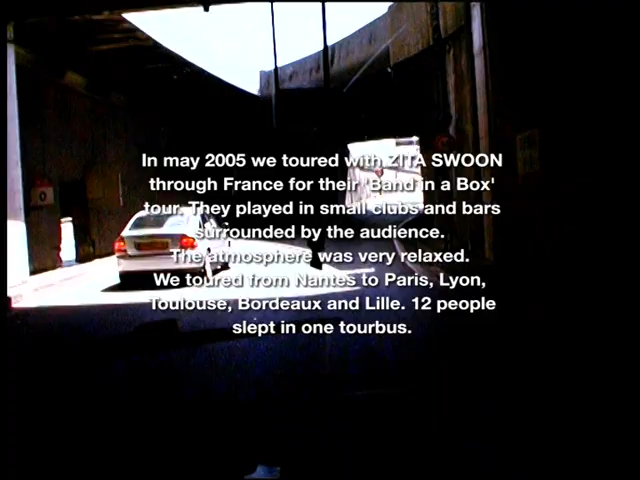 In may 2005 we toured with ZITA SWOON
through France for their 'Band in a Box'
tour. They played in small clubs and bars
surrounded by the audience.
The atmosphere was very relaxed.
We toured from Nantes to Paris, Lyon,
Toulouse, Bordeaux and Lille. 12 people
slept in one tourbus.